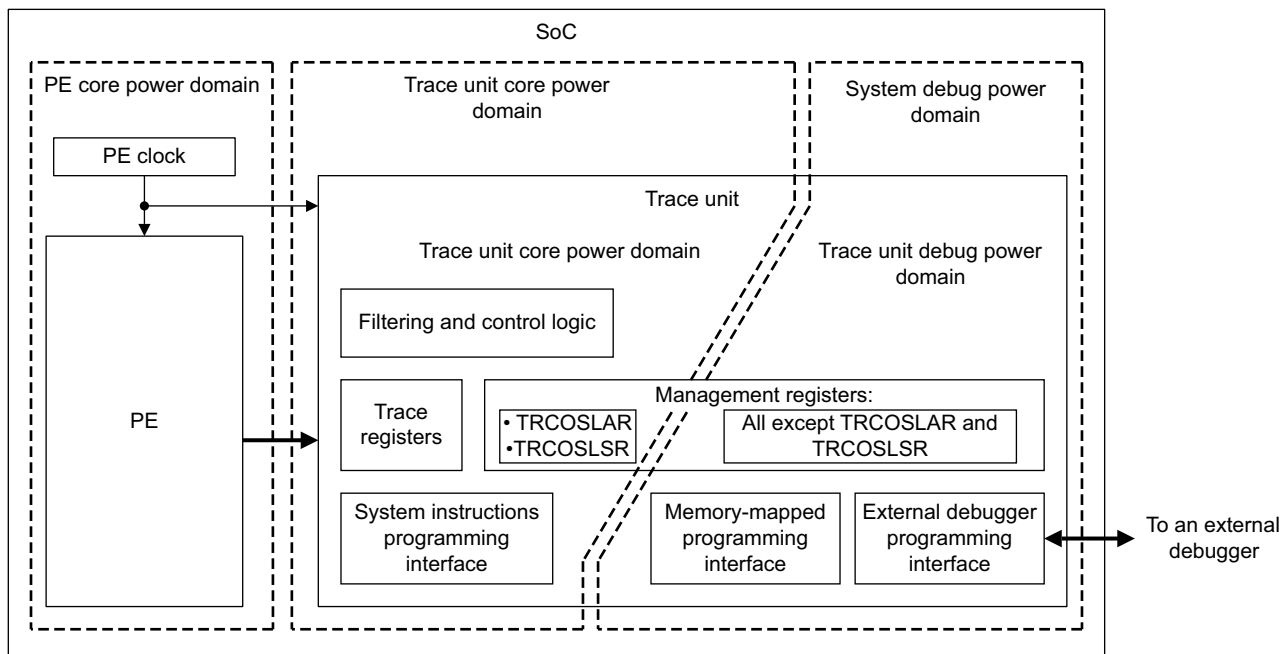 SoC
PE core power domain
Trace unit core power
domain
System debug power
domain
PE clock
Trace unit
Trace unit core power domain
Trace unit debug power
domain
Filtering and control logic
PE
Trace
registers
Management registers:
• TRCOSLAR
•TRCOSLSR
All except TRCOSLAR and
TRCOSLSR
System instructions
programming
interface
Memory-mapped
programming
interface
External debugger
programming
interface
To an external
debugger